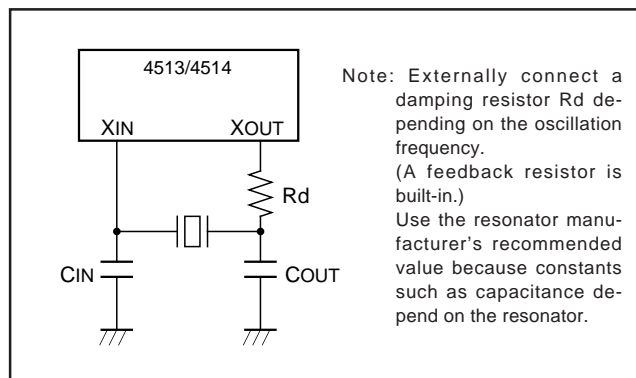 4513/4514
XIN XOUT
Rd
CIN COUT
Note: Externally connect a
damping resistor Rd de-
pending on the oscillation
frequency.
(A feedback resistor is
built-in.)
Use the resonator manu-
facturer's recommended
value because constants
such as capacitance de-
pend on the resonator.